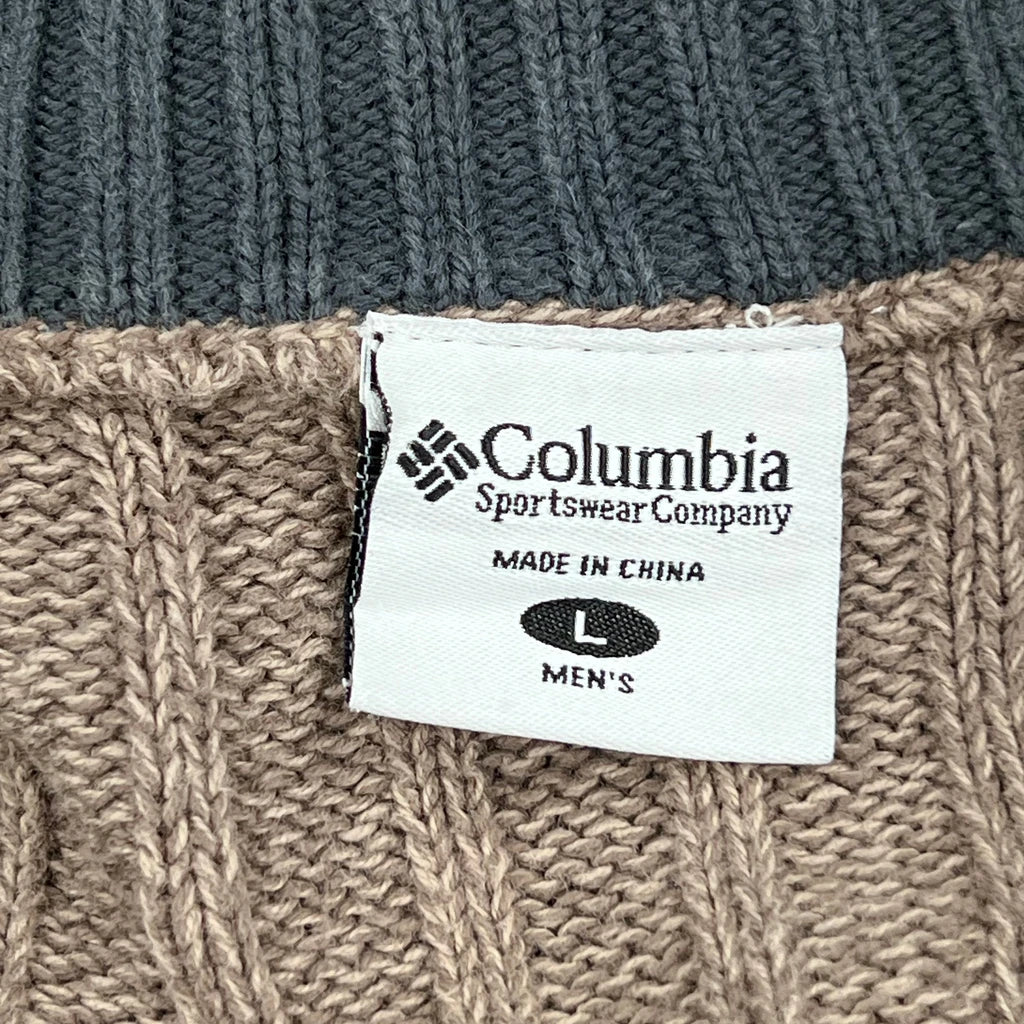 Columbia
Sportswear Company
MADE IN CHINA
L
MEN'S